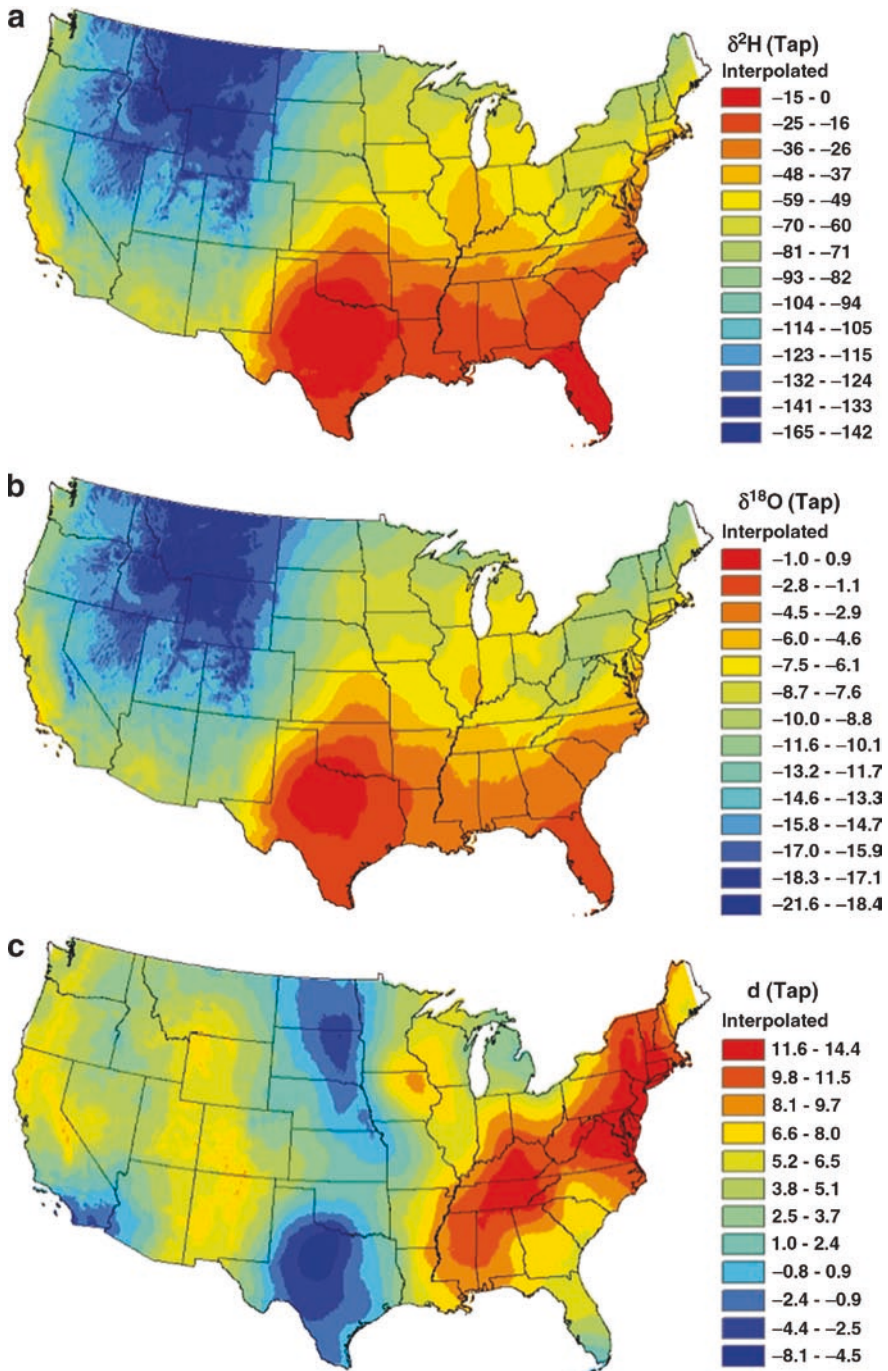 a
δ²H (Tap)
Interpolated
–15 - 0
–25 - –16
–36 - –26
–48 - –37
–59 - –49
–70 - –60
–81 - –71
–93 - –82
–104 - –94
–114 - –105
–123 - –115
–132 - –124
–141 - –133
–165 - –142
b
δ¹⁸O (Tap)
Interpolated
–1.0 - 0.9
–2.8 - –1.1
–4.5 - –2.9
–6.0 - –4.6
–7.5 - –6.1
–8.7 - –7.6
–10.0 - –8.8
–11.6 - –10.1
–13.2 - –11.7
–14.6 - –13.3
–15.8 - –14.7
–17.0 - –15.9
–18.3 - –17.1
–21.6 - –18.4
c
d (Tap)
Interpolated
11.6 - 14.4
9.8 - 11.5
8.1 - 9.7
6.6 - 8.0
5.2 - 6.5
3.8 - 5.1
2.5 - 3.7
1.0 - 2.4
–0.8 - 0.9
–2.4 - –0.9
–4.4 - –2.5
–8.1 - –4.5